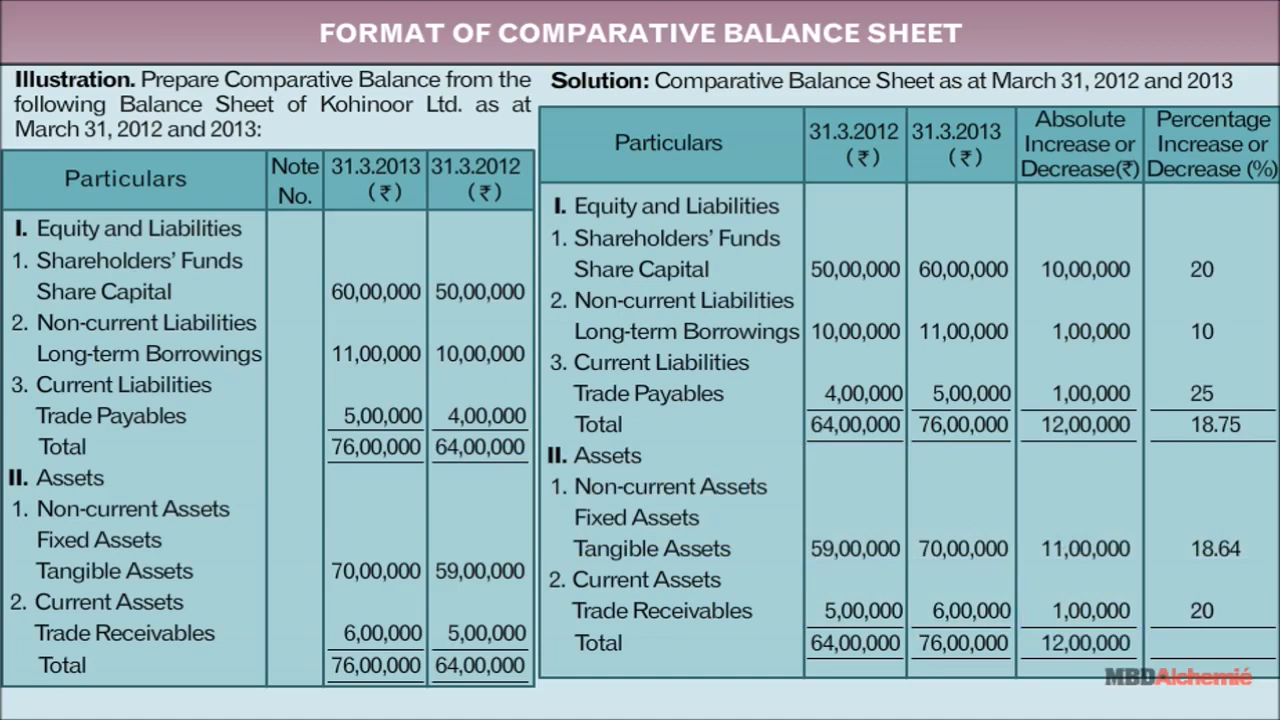 FORMAT OF COMPARATIVE BALANCE SHEET
Illustration. Prepare Comparative Balance from the
following Balance Sheet of Kohinoor Ltd. as at
March 31, 2012 and 2013:
Particulars Note No. 31.3.2013 (₹) 31.3.2012 (₹)
I. Equity and Liabilities
1. Shareholders' Funds
Share Capital 60,00,000 50,00,000
2. Non-current Liabilities
Long-term Borrowings 11,00,000 10,00,000
3. Current Liabilities
Trade Payables 5,00,000 4,00,000
Total 76,00,000 64,00,000
II. Assets
1. Non-current Assets
Fixed Assets
Tangible Assets 70,00,000 59,00,000
2. Current Assets
Trade Receivables 6,00,000 5,00,000
Total 76,00,000 64,00,000
Solution: Comparative Balance Sheet as at March 31, 2012 and 2013
Particulars 31.3.2012 (₹) 31.3.2013 (₹) Absolute Increase or Decrease(₹) Percentage Increase or Decrease (%)
I. Equity and Liabilities
1. Shareholders' Funds
Share Capital 50,00,000 60,00,000 10,00,000 20
2. Non-current Liabilities
Long-term Borrowings 10,00,000 11,00,000 1,00,000 10
3. Current Liabilities
Trade Payables 4,00,000 5,00,000 1,00,000 25
Total 64,00,000 76,00,000 12,00,000 18.75
II. Assets
1. Non-current Assets
Fixed Assets
Tangible Assets 59,00,000 70,00,000 11,00,000 18.64
2. Current Assets
Trade Receivables 5,00,000 6,00,000 1,00,000 20
Total 64,00,000 76,00,000 12,00,000
MBDAlchemié